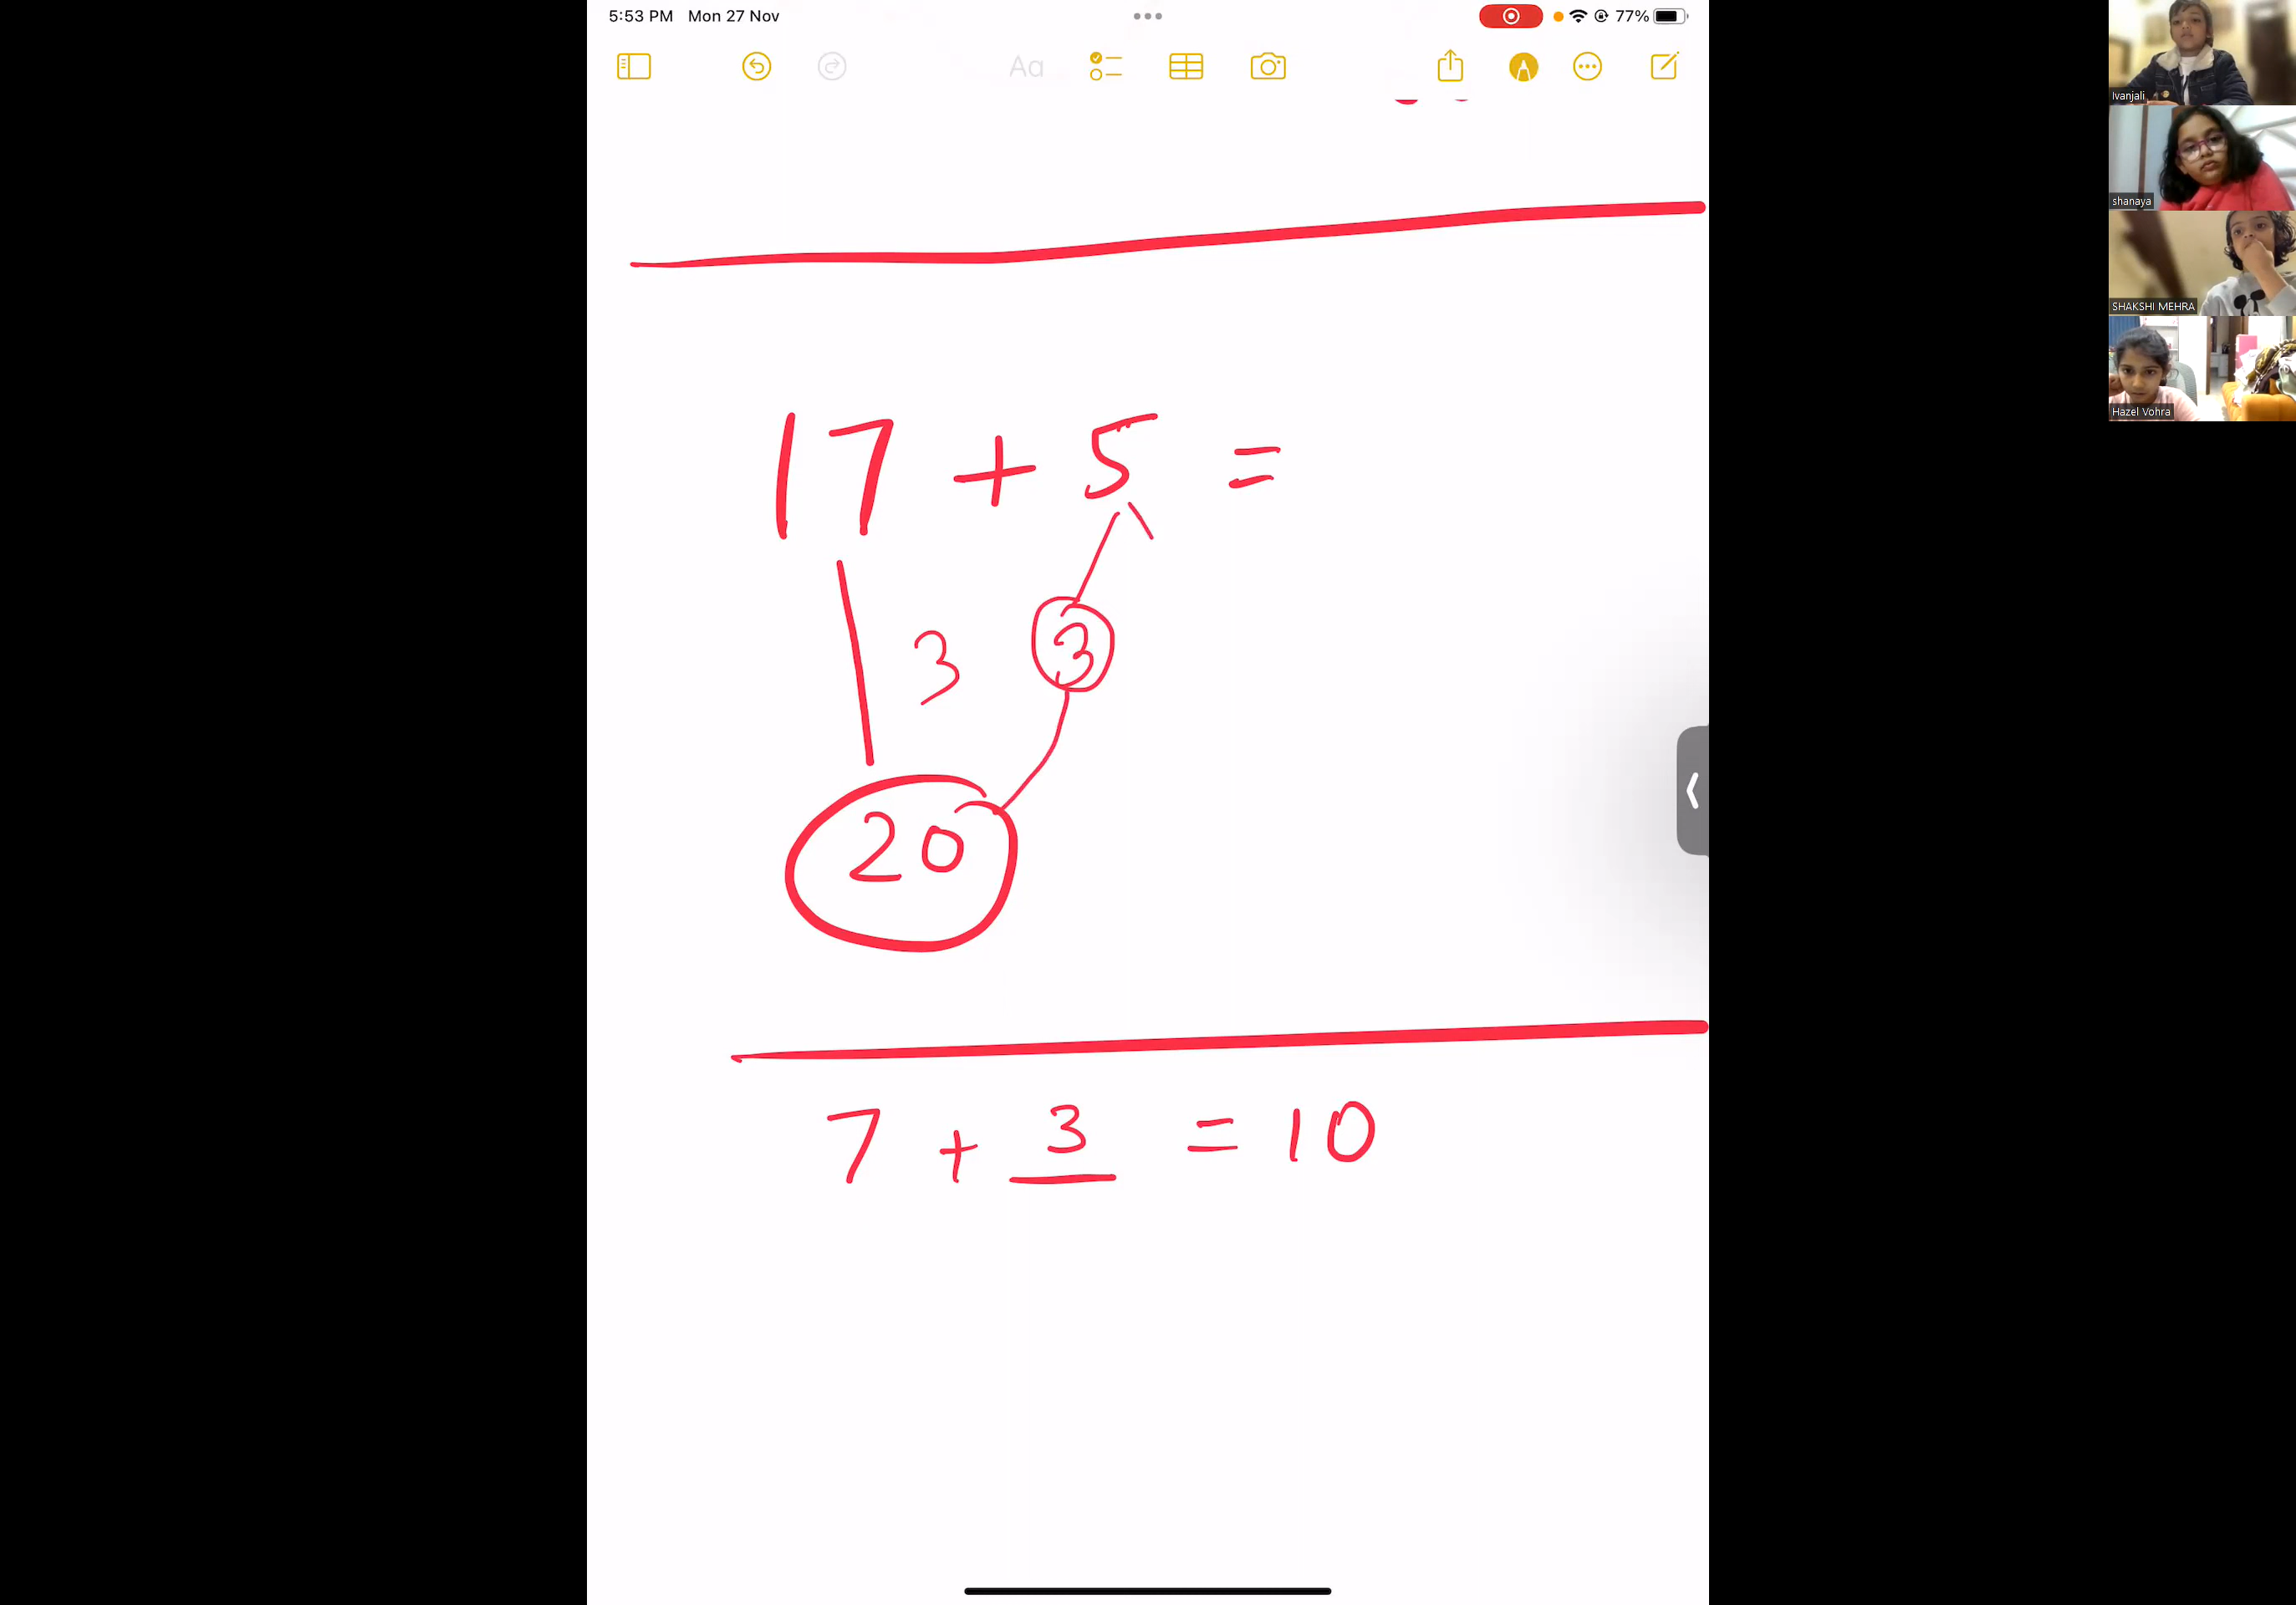 5:53 PM Mon 27 Nov
77%
Aa
Ivanjali
shanaya
SHAKSHI MEHRA
Hazel Vohra
17 + 5 =
3 3
20
7 + 3 = 10